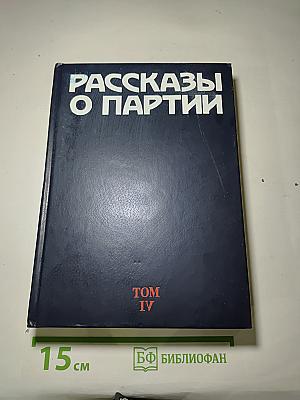 РАССКАЗЫ
О ПАРТИИ
ТОМ
IV
15 см
БФ БИБЛИОФАН